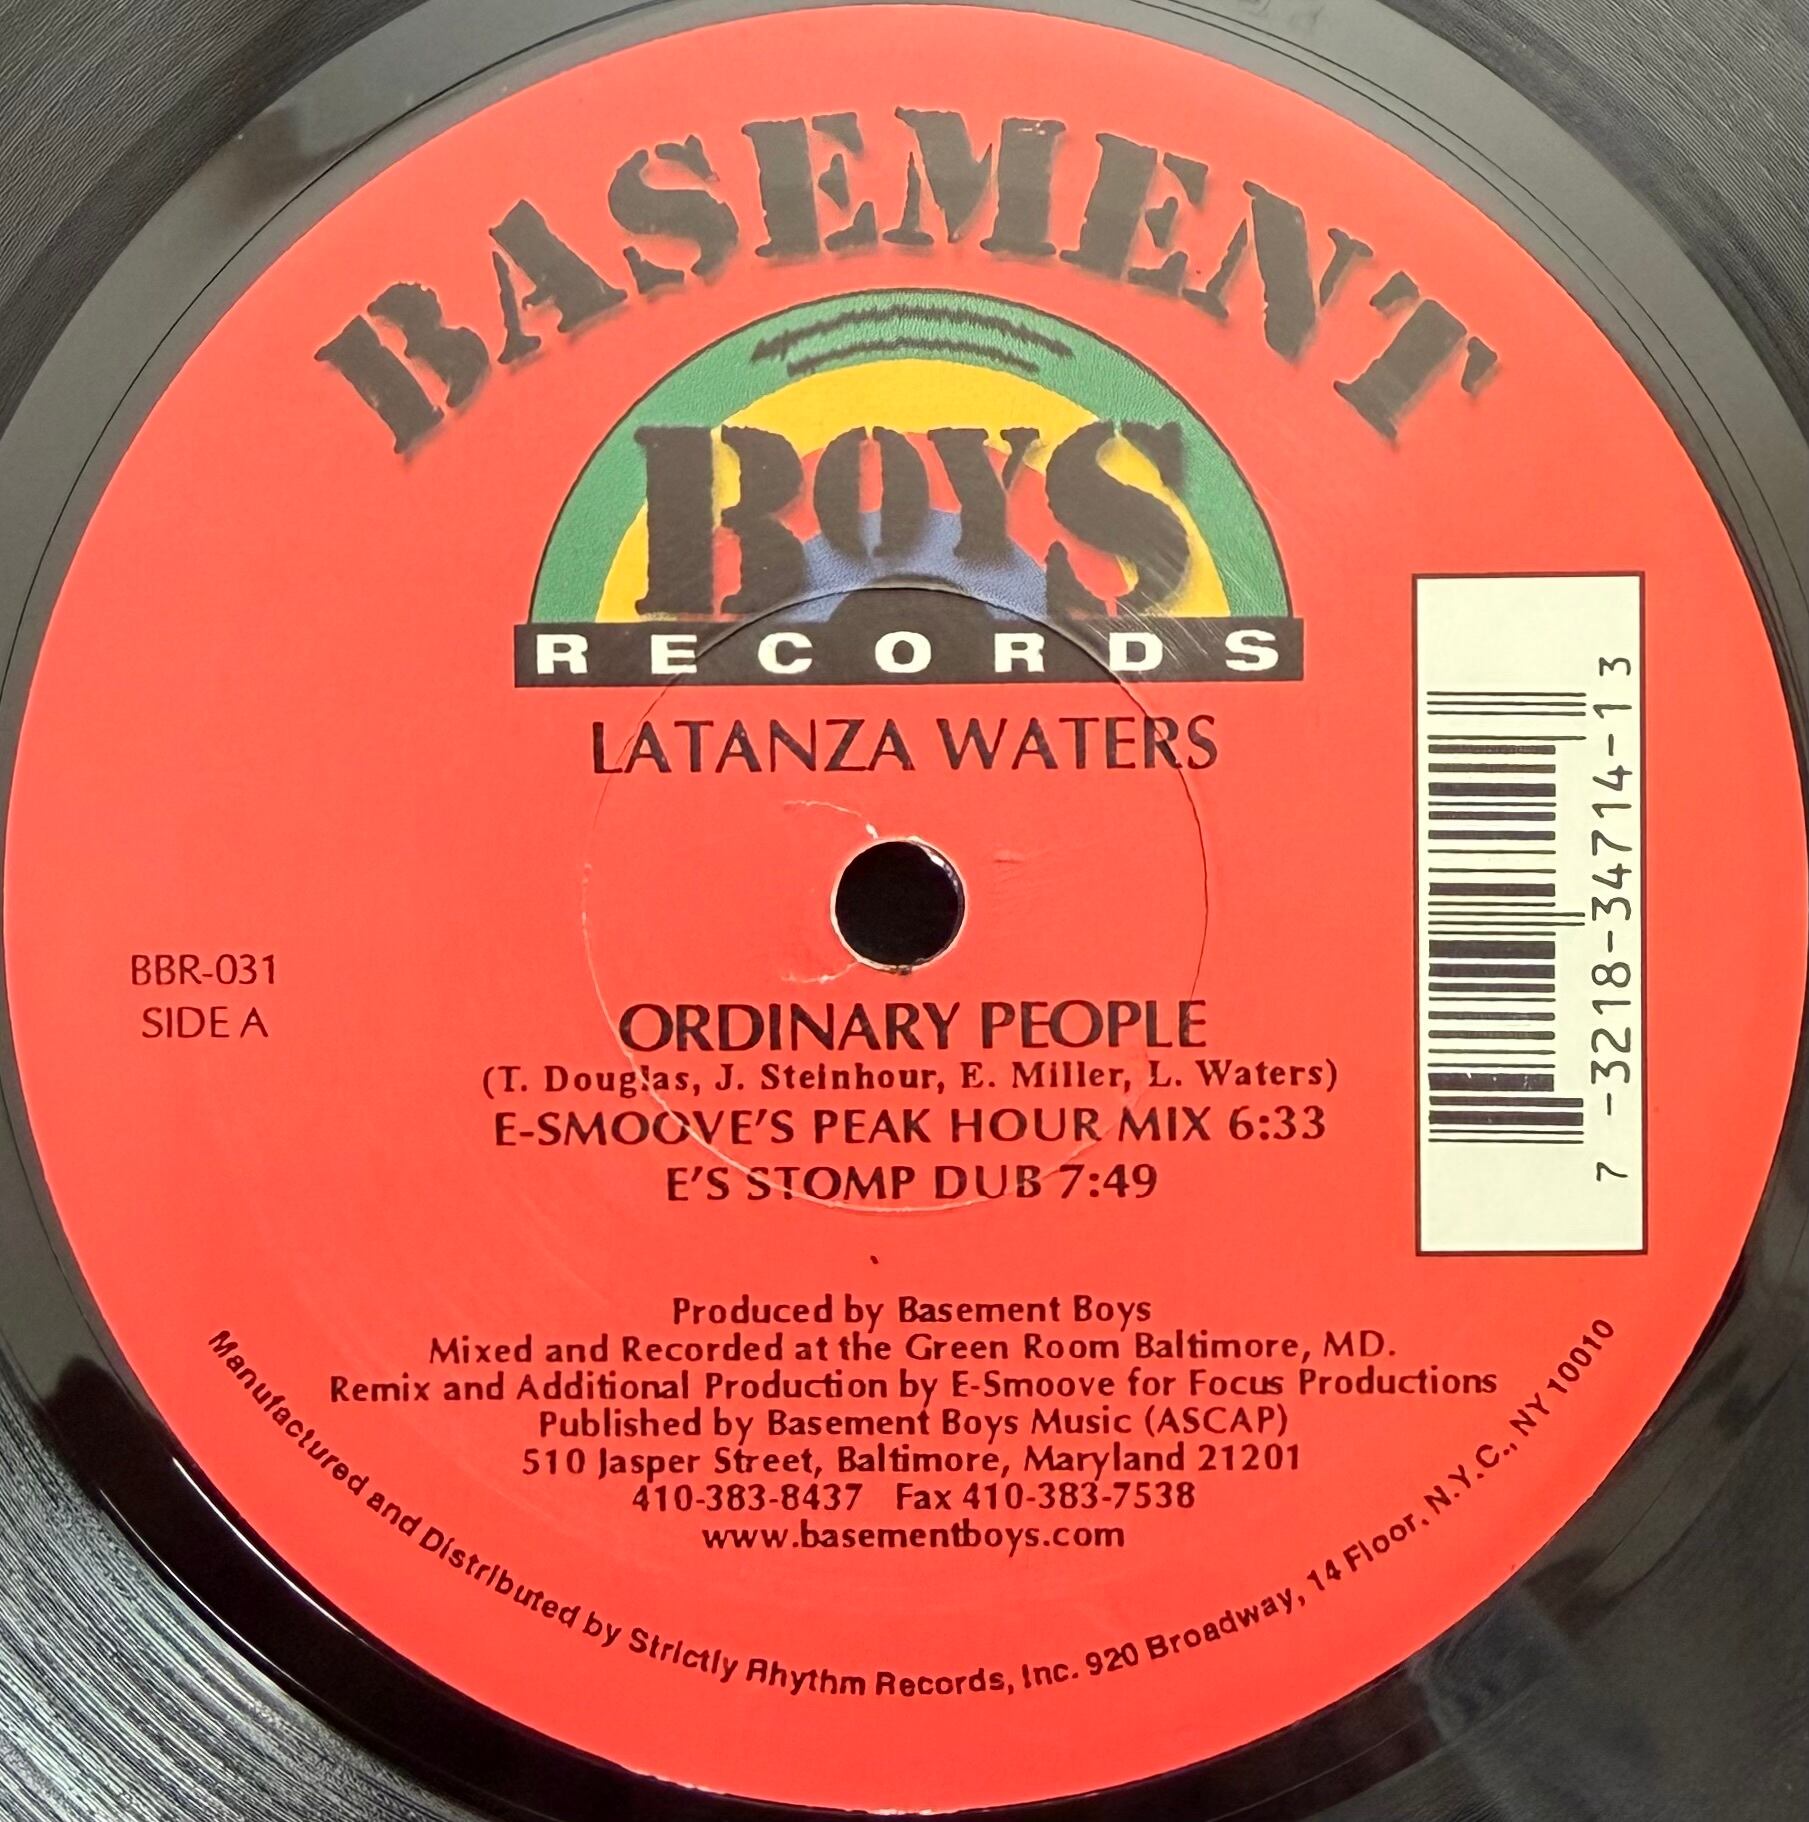 BASEMENT
BOYS
RECORDS
LATANZA WATERS
BBR-031
SIDE A
7-3218-34714-1 3
ORDINARY PEOPLE
(T. Douglas, J. Steinhour, E. Miller, L. Waters)
E-SMOOVE'S PEAK HOUR MIX 6:33
E'S STOMP DUB 7:49
Produced by Basement Boys
Mixed and Recorded at the Green Room Baltimore, MD.
Remix and Additional Production by E-Smoove for Focus Productions
Published by Basement Boys Music (ASCAP)
510 Jasper Street, Baltimore, Maryland 21201
410-383-8437 Fax 410-383-7538
www.basementboys.com
Manufactured and Distributed by Strictly Rhythm Records, Inc. 920 Broadway, 14 Floor, N.Y.C., NY 10010